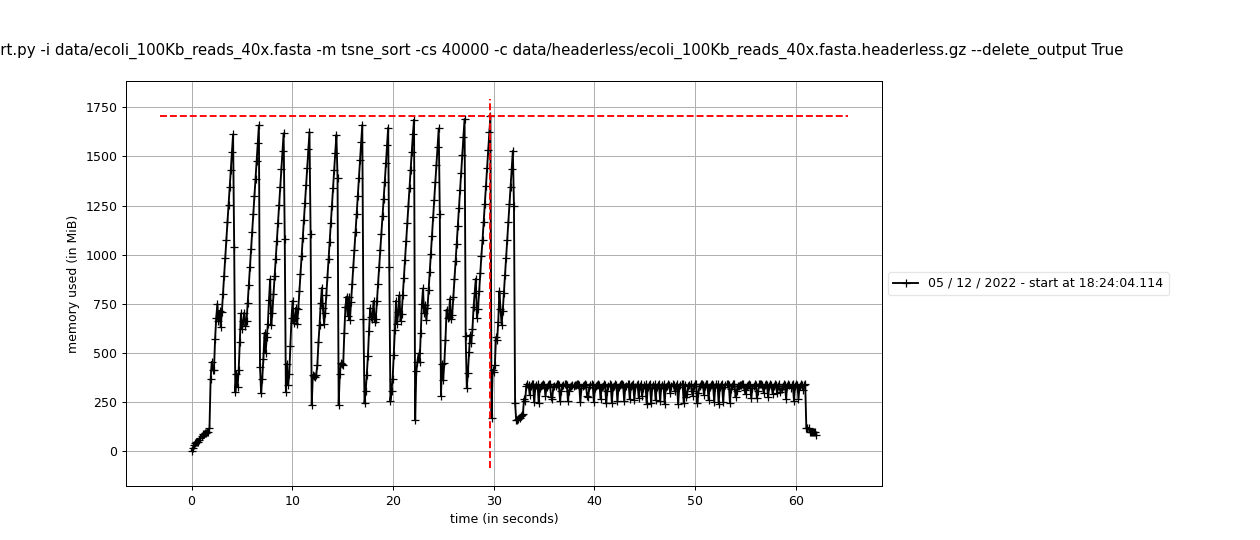 rt.py -i data/ecoli_100Kb_reads_40x.fasta -m tsne_sort -cs 40000 -c data/headerless/ecoli_100Kb_reads_40x.fasta.headerless.gz --delete_output True
1750
1500
1250
1000
750
500
250
0
memory used (in MiB)
0 10 20 30 40 50 60
time (in seconds)
05 / 12 / 2022 - start at 18:24:04.114